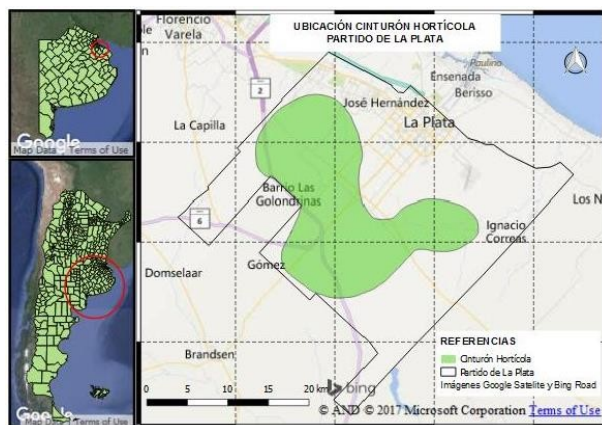 Google
Map Data
Terms of Use
Google
Map Data
Terms of Use
UBICACIÓN CINTURÓN HORTÍCOLA
PARTIDO DE LA PLATA
Florencio
Varela
Paulino
Ensenada
Berisso
2
José Hernández
La Capilla
La Plata
Barrio Las
Golondrinas
Los N
6
Ignacio
Correas
Gómez
Domselaar
Brandsen
REFERENCIAS
Cinturón Hortícola
Partido de La Plata
Imágenes Google Satelite y Bing Road
0 5 10 15 20 km
bing
© AND © 2017 Microsoft Corporation Terms of Use